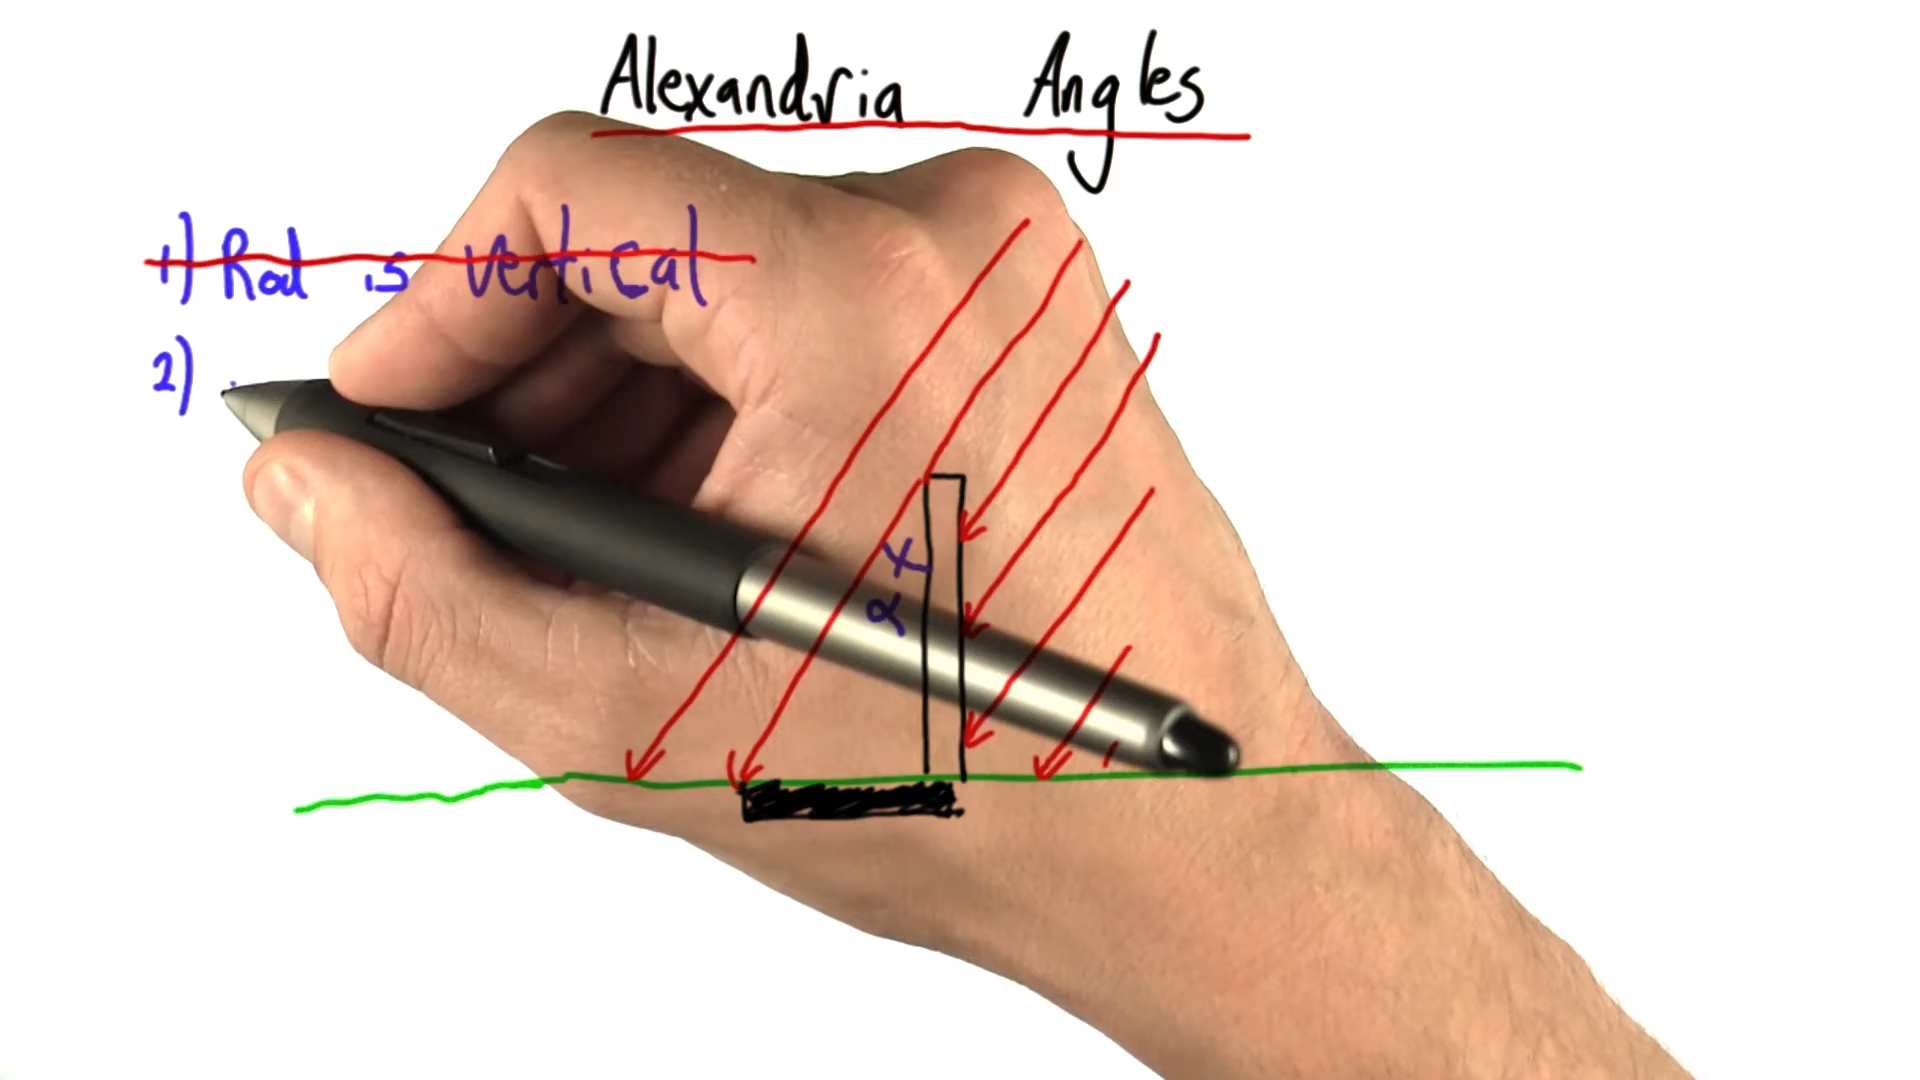 Alexandria Angles
1) Rod is vertical
2)
x
α